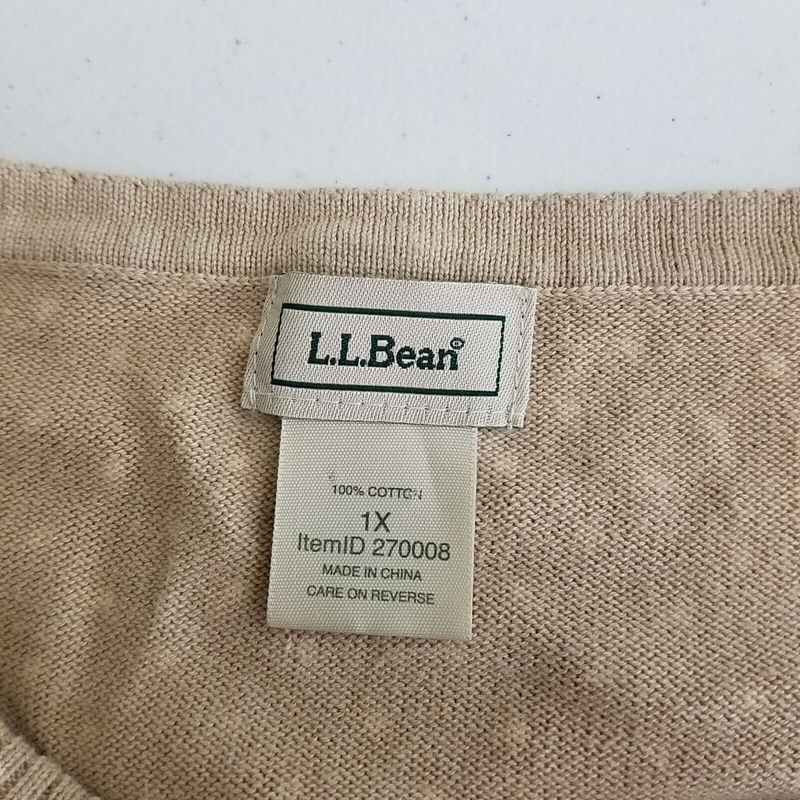 L.L.Bean®
100% COTTON
1X
ItemID 270008
MADE IN CHINA
CARE ON REVERSE